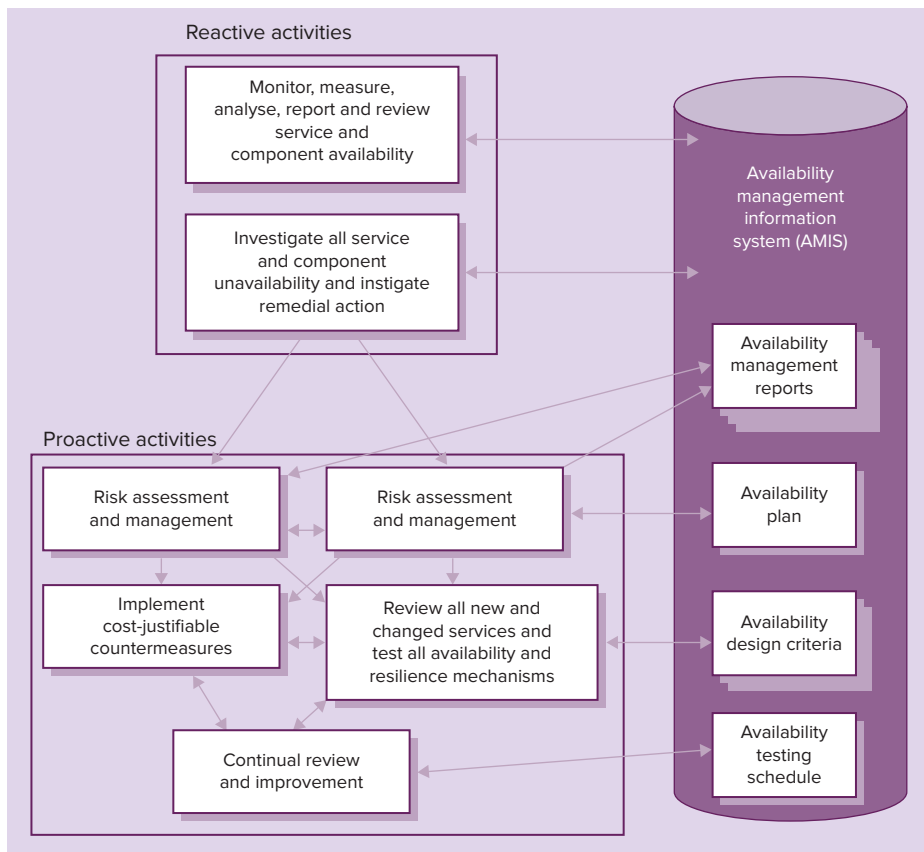 Reactive activities
Monitor, measure,
analyse, report and review
service and
component availability
Investigate all service
and component
unavailability and instigate
remedial action
Availability
management
information
system (AMIS)
Availability
management
reports
Proactive activities
Risk assessment
and management
Risk assessment
and management
Availability
plan
Implement
cost-justifiable
countermeasures
Review all new and
changed services and
test all availability and
resilience mechanisms
Availability
design criteria
Continual review
and improvement
Availability
testing
schedule